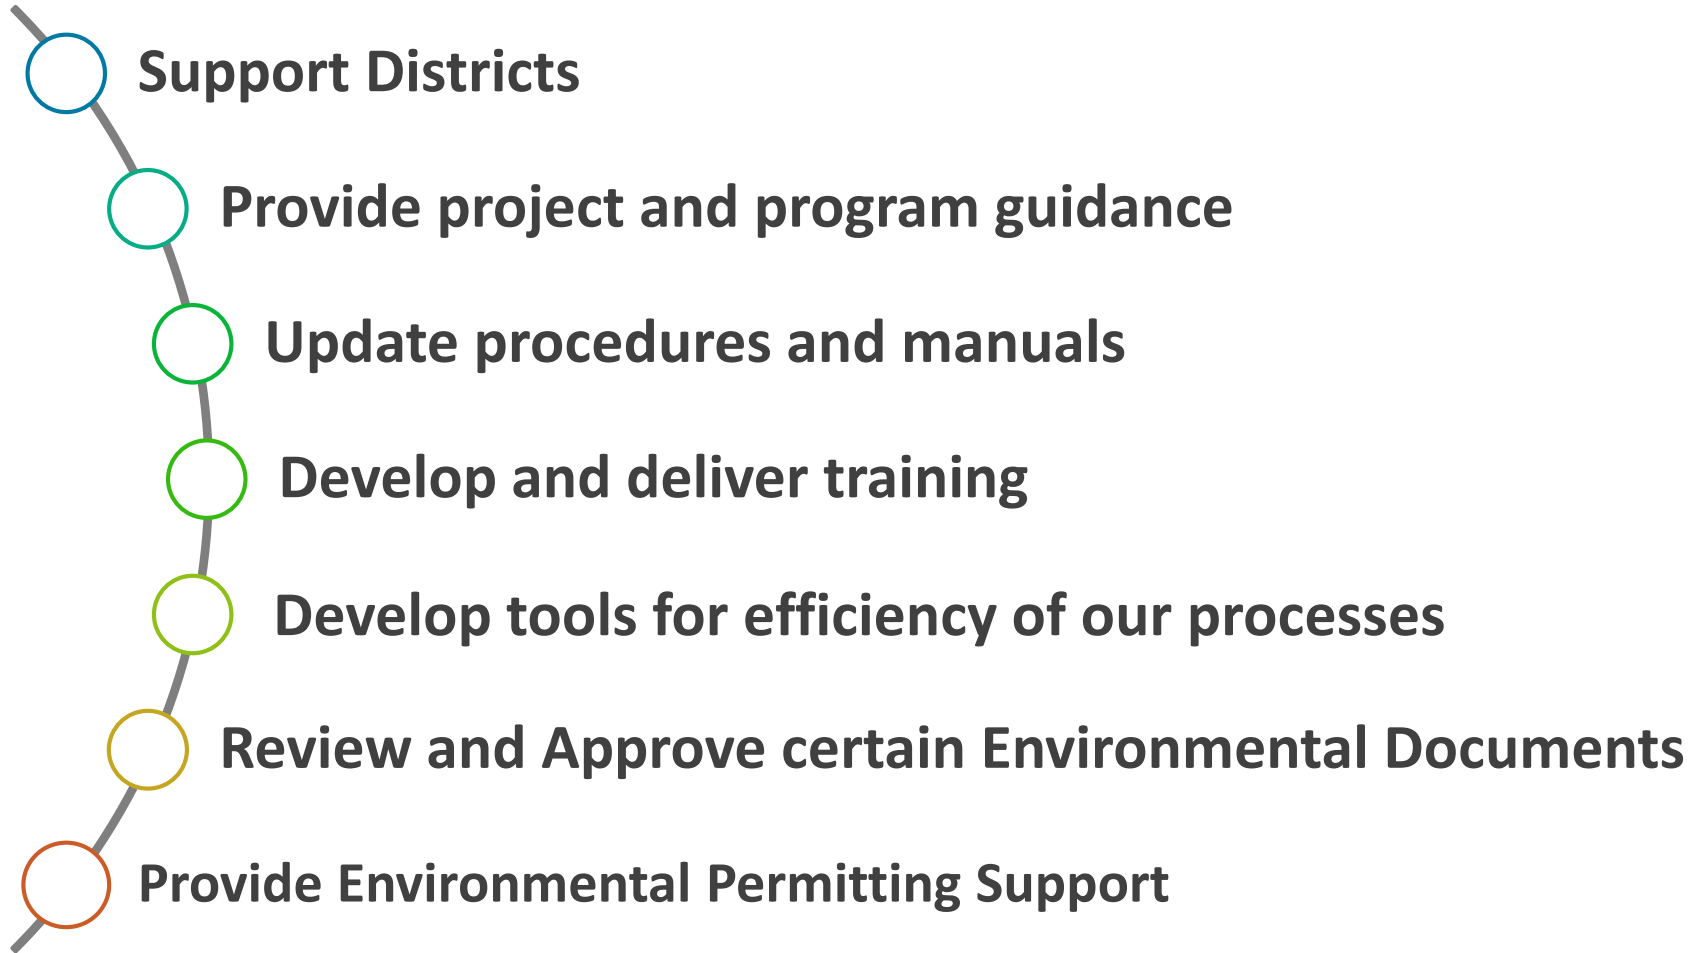 Support Districts
Provide project and program guidance
Update procedures and manuals
Develop and deliver training
Develop tools for efficiency of our processes
Review and Approve certain Environmental Documents
Provide Environmental Permitting Support